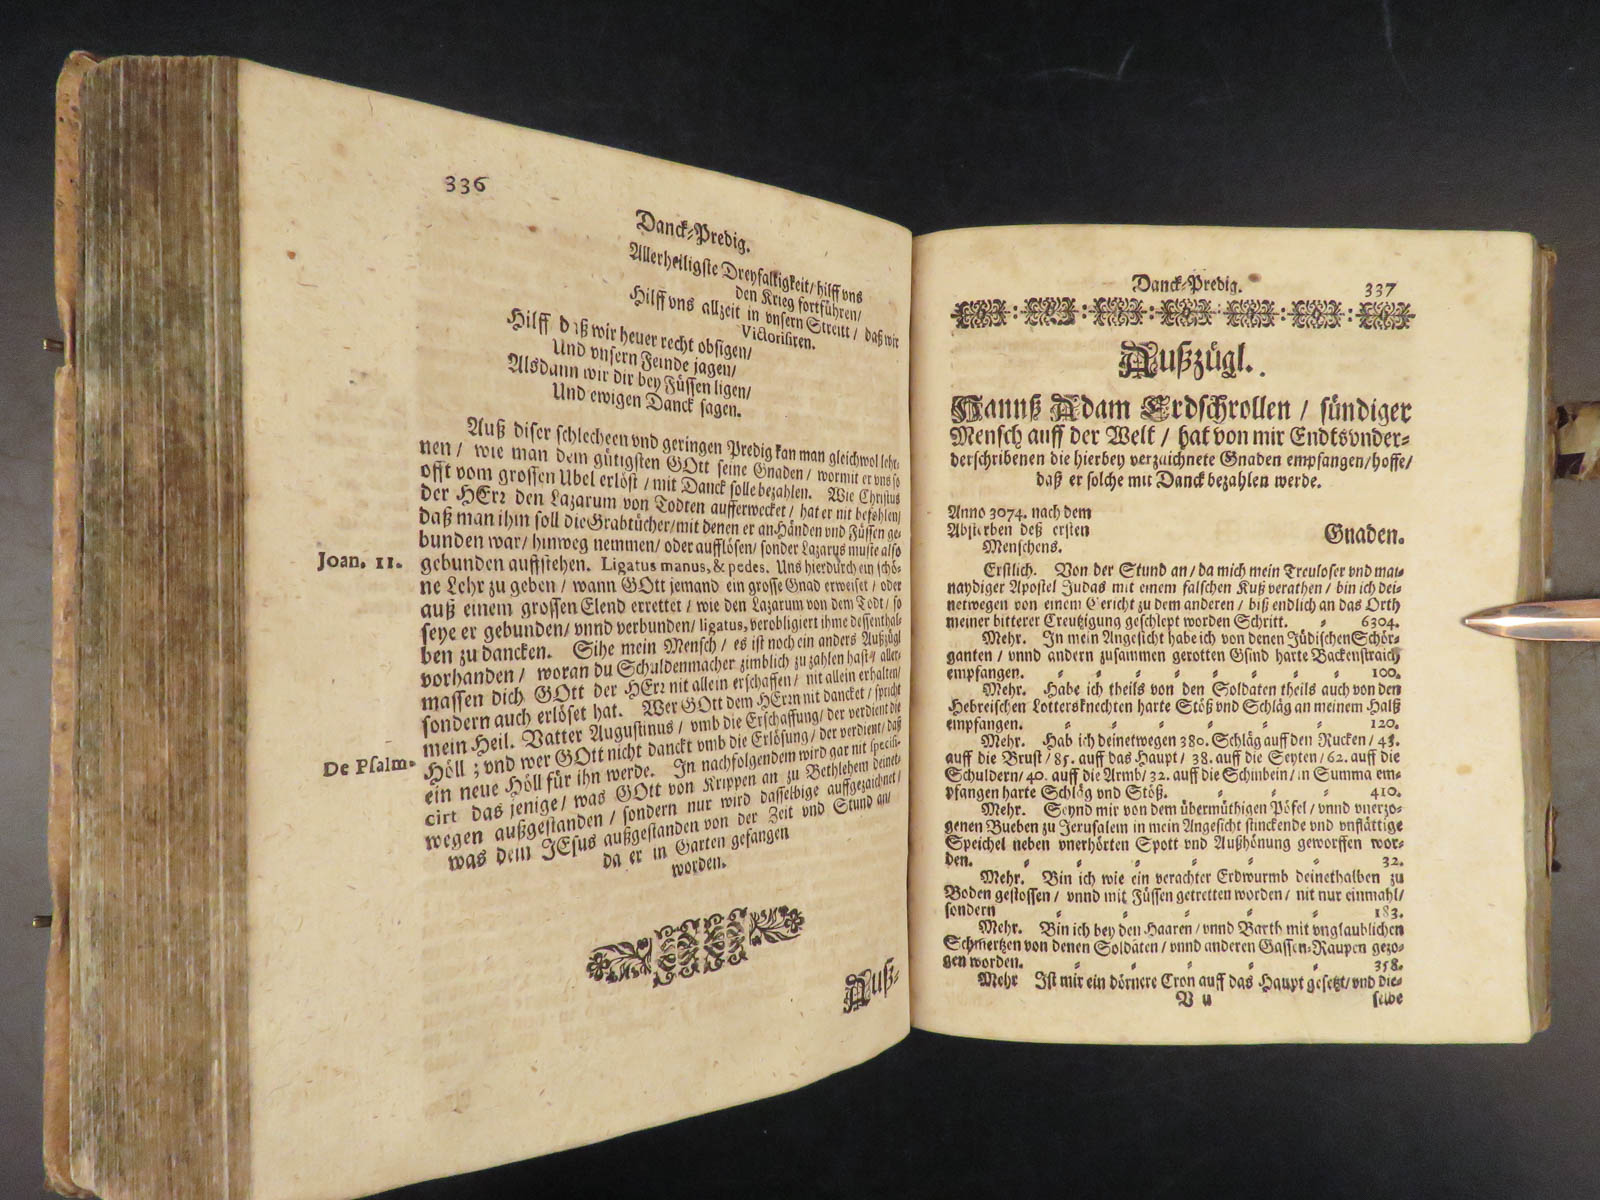 336
Danck-Predig.
Allerheiligste Dreyfaltigkeit/ hilff vns
den Krieg fortführen/
Hilff vns allzeit in vnsern Streitt/ daß wir
Victorisiren.
Hilff daß wir heuer recht obsigen/
Und vnsern Feinde jagen/
Alsdann wir dir bey Füssen ligen/
Und ewigen Danck sagen.
Auß diser schlechten vnd geringen Predig kan man gleichwol lehr-
nen/ wie man dem gütigsten GOtt seine Gnaden/ wormit er vns so
offt vom grossen Ubel erlöst/ mit Danck solle bezahlen. Wie Christus
der HErr den Lazarum von Todten aufferwecket/ hat er nit befohlen/
daß man ihm soll die Grabtücher/ mit denen er an Händen vnd Füssen ge-
bunden war/ hinweg nemmen/ oder aufflösen/ sonder Lazarus muste also
Joan. 11. gebunden auffstehen. Ligatus manus, & pedes. Uns hierdurch ein schö-
ne Lehr zu geben/ wann GOtt jemand ein grosse Gnad erweiset/ oder
auß einem grossen Elend errettet/ wie den Lazarum von dem Todt/ so
seye er gebunden/ vnnd verbunden/ ligatus, verobligiert ihme dessenthal-
ben zu dancken. Sihe mein Mensch/ es ist noch ein anders Außzügl
vorhanden/ woran du Schuldenmacher zimblich zu zahlen hast/ aller-
massen dich GOtt der HErr nit allein erschaffen/ nit allein erhalten/
sondern auch erlöset hat. Wer GOtt dem HErrn nit dancket/ spricht
mein Heil. Vatter Augustinus/ vmb die Erschaffung/ der verdient die
De Psalm. Höll; vnd wer GOtt nicht danckt vmb die Erlösung/ der verdient/ daß
ein neue Höll für ihn werde. In nachfolgendem wird gar nit specifi-
cirt das jenige/ was GOtt von Krippen an zu Bethlehem deinet-
wegen außgestanden/ sondern nur wird dasselbige auffgezaichnet/
was dem JEsus außgestanden von der Zeit vnd Stund an/
da er in Garten gefangen
worden.
Auß-
Danck-Predig. 337
Außzügl.
Hannß Adam Erdschrollen/ sündiger
Mensch auff der Welt/ hat von mir Endtsvnder-
derschribenen die hierbey verzaichnete Gnaden empfangen/ hoffe/
daß er solche mit Danck bezahlen werde.
Anno 3074. nach dem
Absterben deß ersten
Menschens.
Gnaden.
Erstlich. Von der Stund an/ da mich mein Treuloser vnd mai-
naydiger Apostel Judas mit einem falschen Kuß verathen/ bin ich dei-
netwegen von einem Gericht zu dem anderen/ biß endlich an das Orth
meiner bitterer Creutzigung geschlept worden Schritt. 〃 6304.
Mehr. In mein Angesicht habe ich von denen Jüdischen Schör-
ganten/ vnnd andern zusammen gerotten Gsind harte Backenstraich
empfangen. 〃 〃 〃 〃 〃 〃 100.
Mehr. Habe ich theils von den Soldaten theils auch von den
Hebreischen Lottersknechten harte Stöß vnd Schläg an meinem Halß
empfangen. 〃 〃 〃 〃 〃 〃 120.
Mehr. Hab ich deinetwegen 380. Schläg auff den Rucken/ 43.
auff die Brust/ 85. auff das Haupt/ 38. auff die Seyten/ 62. auff die
Schuldern/ 40. auff die Armb/ 32. auff die Schinbein/ in Summa em-
pfangen harte Schläg vnd Stöß. 〃 〃 〃 410.
Mehr. Seynd mir von dem übermüthigen Pöfel/ vnnd vnerzo-
genen Bueben zu Jerusalem in mein Angesicht stinckende vnd vnflättige
Speichel neben vnerhörten Spott vnd Außhönung geworffen wor-
den. 〃 〃 〃 〃 〃 〃 32.
Mehr. Bin ich wie ein verachter Erdwurmb deinethalben zu
Boden gestossen/ vnnd mit Füssen getretten worden/ nit nur einmahl/
sondern 〃 〃 〃 〃 〃 183.
Mehr. Bin ich bey den Haaren/ vnnd Barth mit vnglaublichen
Schmertzen von denen Soldaten/ vnnd anderen Gassen-Raupen gezo-
gen worden. 〃 〃 〃 〃 〃 358.
Mehr Ist mir ein dörnere Cron auff das Haupt gesetzt/ vnd die-
V u selbe